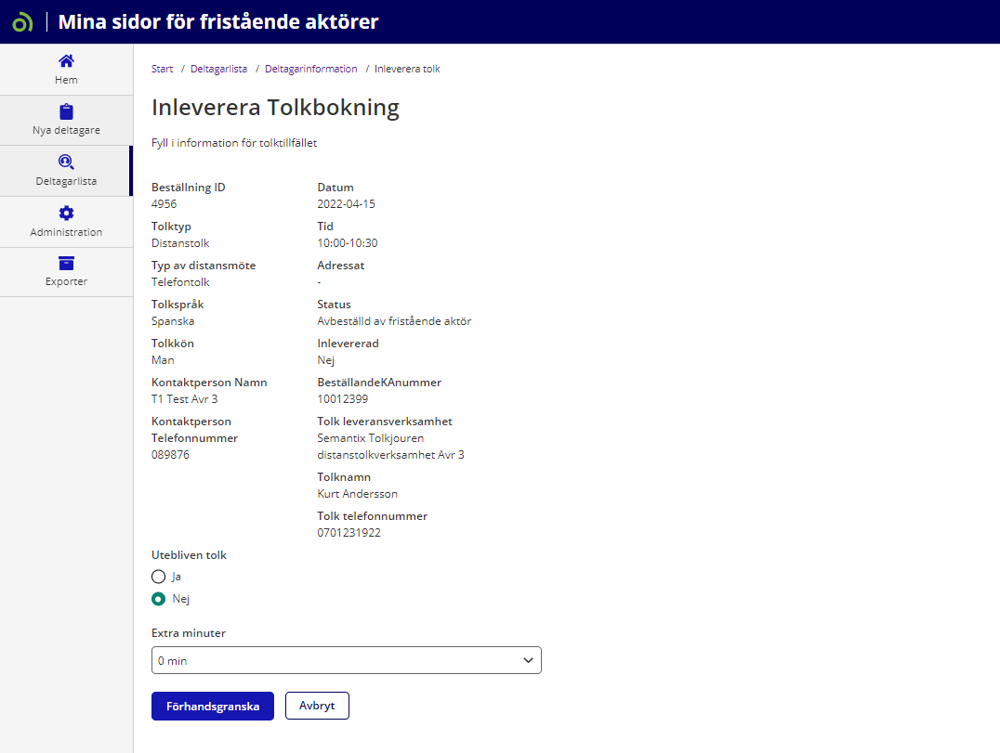 Mina sidor för fristående aktörer
Hem
Nya deltagare
Deltagarlista
Administration
Exporter
Start / Deltagarlista / Deltagarinformation / Inleverera tolk
Inleverera Tolkbokning
Fyll i information för tolktillfället
Beställning ID
4956
Tolktyp
Distanstolk
Typ av distansmöte
Telefontolk
Tolkspråk
Spanska
Tolkkön
Man
Kontaktperson Namn
T1 Test Avr 3
Kontaktperson
Telefonnummer
089876
Datum
2022-04-15
Tid
10:00-10:30
Adressat
-
Status
Avbeställd av fristående aktör
Inlevererad
Nej
BeställandeKAnummer
10012399
Tolk leveransverksamhet
Semantix Tolkjouren
distanstolkverksamhet Avr 3
Tolknamn
Kurt Andersson
Tolk telefonnummer
0701231922
Utebliven tolk
Ja
Nej
Extra minuter
0 min
Förhandsgranska
Avbryt